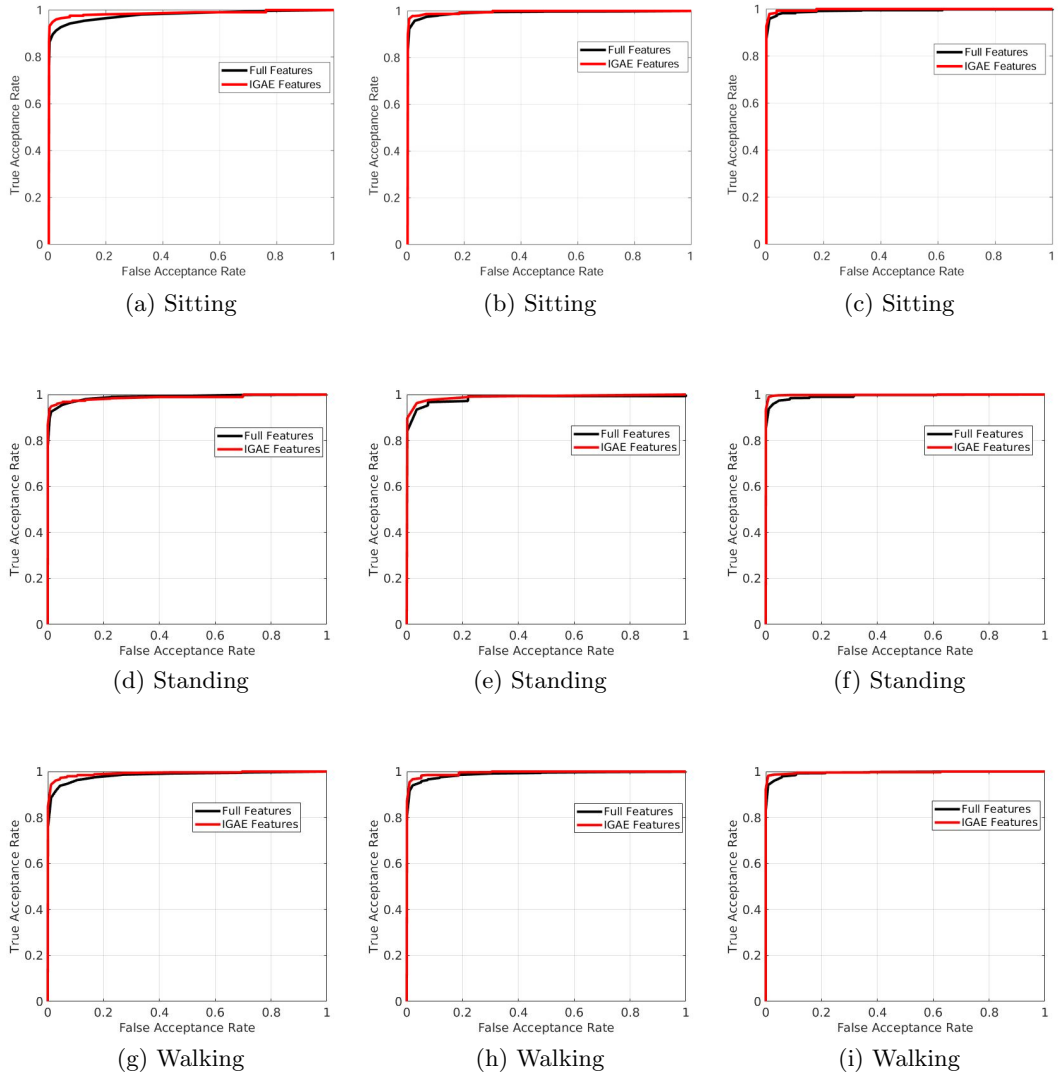 1
0.8
0.6
0.4
0.2
0
True Acceptance Rate
Full Features
IGAE Features
0 0.2 0.4 0.6 0.8 1
False Acceptance Rate
(a) Sitting
1
0.8
0.6
0.4
0.2
0
True Acceptance Rate
Full Features
IGAE Features
0 0.2 0.4 0.6 0.8 1
False Acceptance Rate
(b) Sitting
1
0.8
0.6
0.4
0.2
0
True Acceptance Rate
Full Features
IGAE Features
0 0.2 0.4 0.6 0.8 1
False Acceptance Rate
(c) Sitting
1
0.8
0.6
0.4
0.2
0
True Acceptance Rate
Full Features
IGAE Features
0 0.2 0.4 0.6 0.8 1
False Acceptance Rate
(d) Standing
1
0.8
0.6
0.4
0.2
0
True Acceptance Rate
Full Features
IGAE Features
0 0.2 0.4 0.6 0.8 1
False Acceptance Rate
(e) Standing
1
0.8
0.6
0.4
0.2
0
True Acceptance Rate
Full Features
IGAE Features
0 0.2 0.4 0.6 0.8 1
False Acceptance Rate
(f) Standing
1
0.8
0.6
0.4
0.2
0
True Acceptance Rate
Full Features
IGAE Features
0 0.2 0.4 0.6 0.8 1
False Acceptance Rate
(g) Walking
1
0.8
0.6
0.4
0.2
0
True Acceptance Rate
Full Features
IGAE Features
0 0.2 0.4 0.6 0.8 1
False Acceptance Rate
(h) Walking
1
0.8
0.6
0.4
0.2
0
True Acceptance Rate
Full Features
IGAE Features
0 0.2 0.4 0.6 0.8 1
False Acceptance Rate
(i) Walking